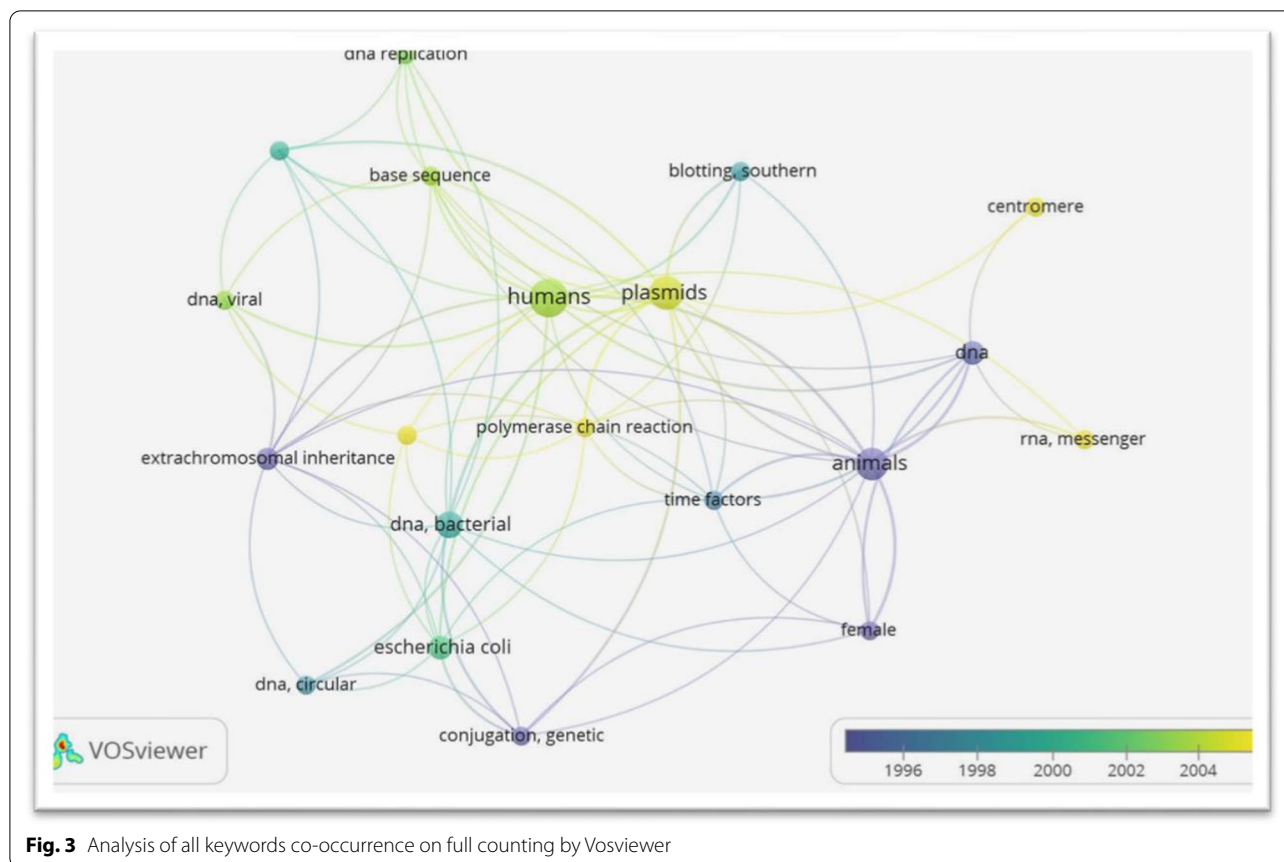 dna replication
base sequence
blotting, southern
centromere
dna, viral
humans
plasmids
dna
polymerase chain reaction
rna, messenger
extrachromosomal inheritance
animals
time factors
dna, bacterial
female
escherichia coli
dna, circular
conjugation, genetic
VOSviewer
1996 1998 2000 2002 2004
Fig. 3 Analysis of all keywords co-occurrence on full counting by Vosviewer